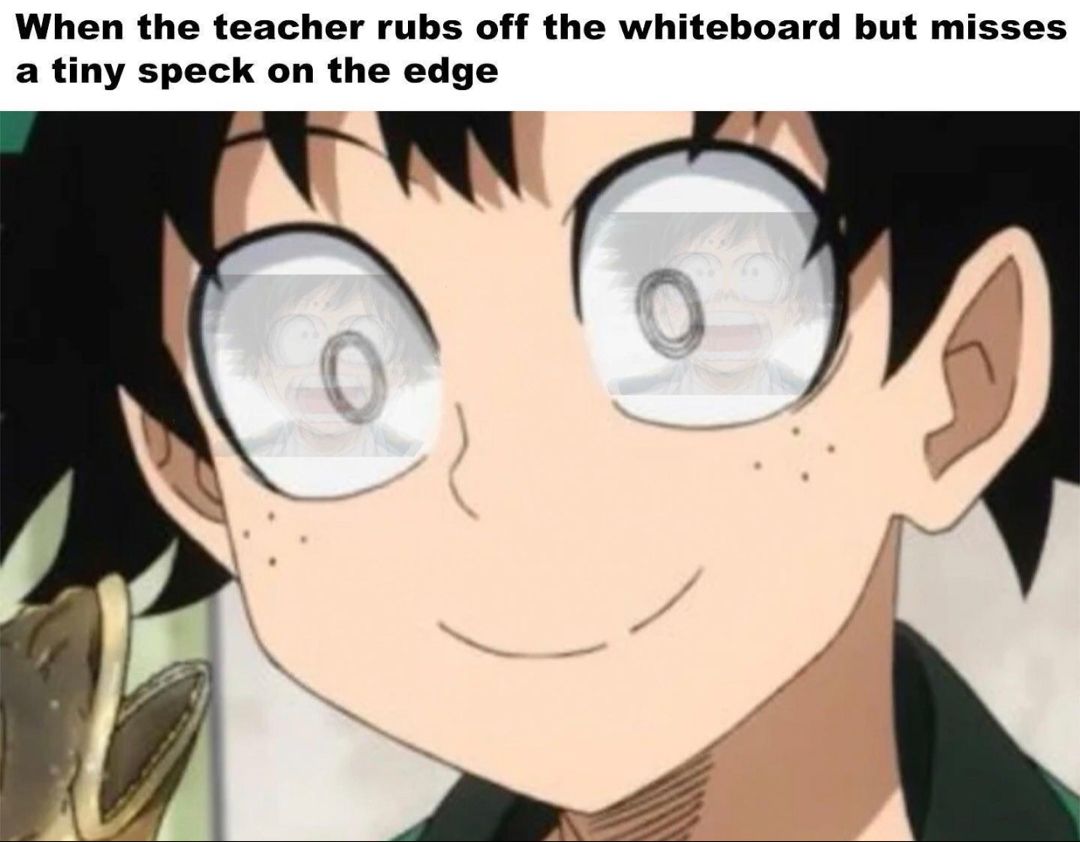 When the teacher rubs off the whiteboard but misses
a tiny speck on the edge